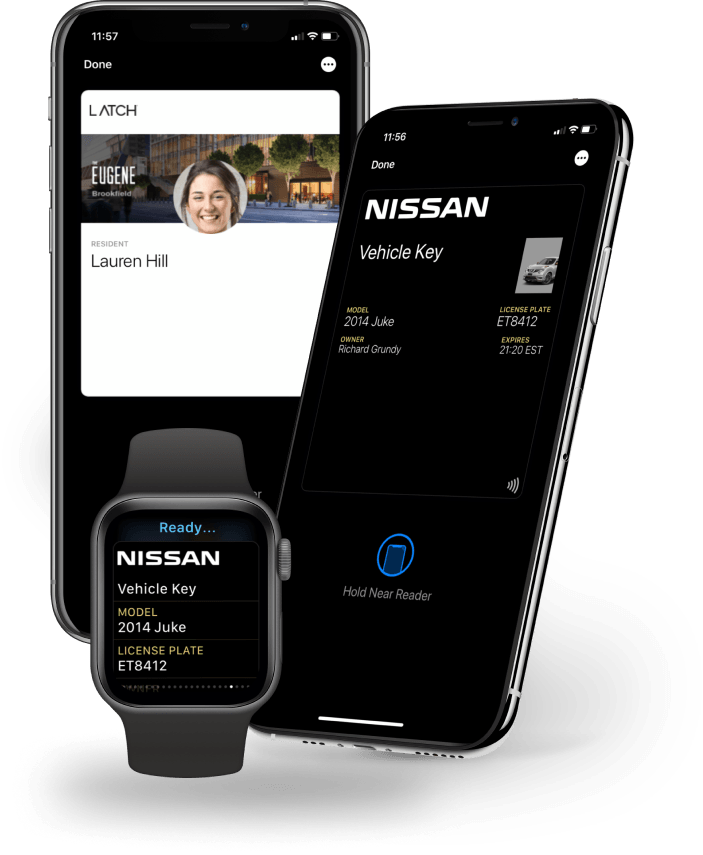 11:57
Done
LATCH
THE
EUGENE
Brookfield
RESIDENT
Lauren Hill
11:56
Done
NISSAN
Vehicle Key
MODEL
2014 Juke
LICENSE PLATE
ET8412
OWNER
Richard Grundy
EXPIRES
21:20 EST
Hold Near Reader
Ready...
NISSAN
Vehicle Key
MODEL
2014 Juke
LICENSE PLATE
ET8412